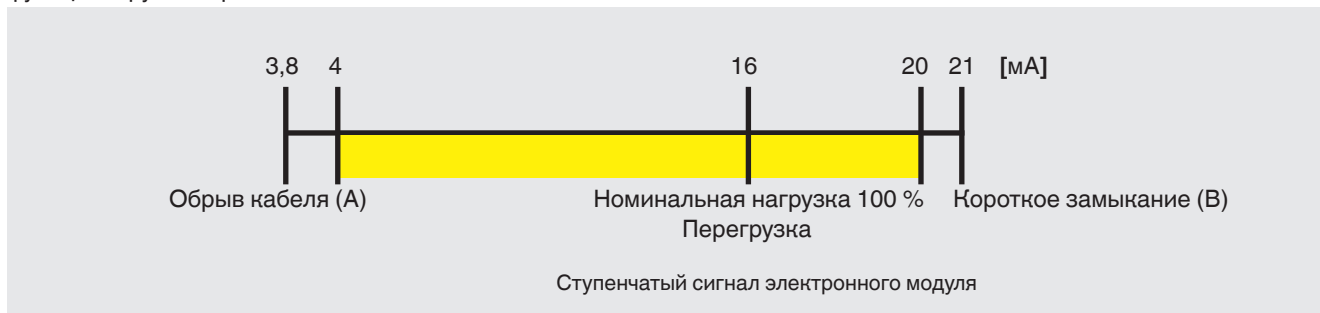 3,8 4 16 20 21 [мА]
Обрыв кабеля (A) Номинальная нагрузка 100 % Короткое замыкание (B)
Перегрузка
Ступенчатый сигнал электронного модуля